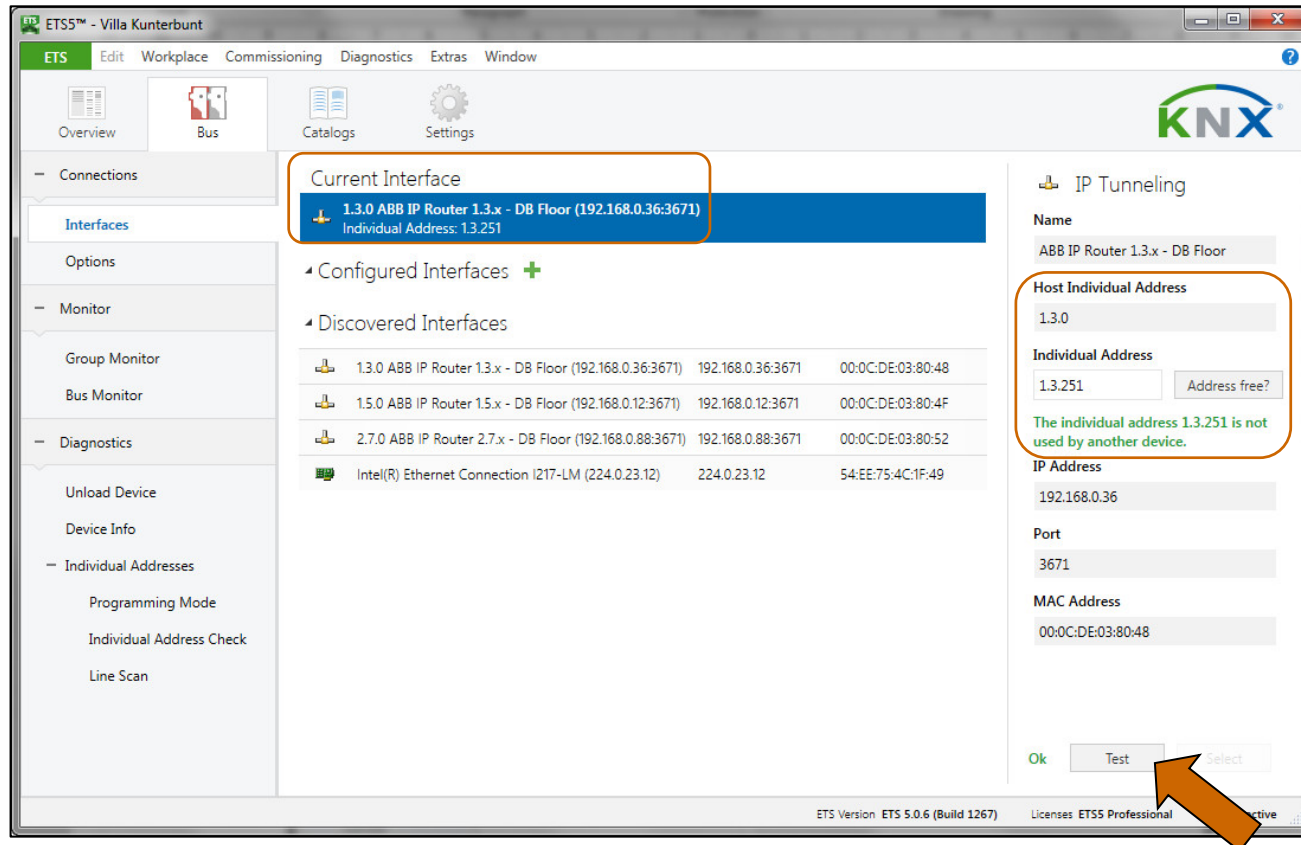 ETS5™ - Villa Kunterbunt
ETS Edit Workplace Commissioning Diagnostics Extras Window
Overview Bus Catalogs Settings
KNX®
Connections
Interfaces
Options
Monitor
Group Monitor
Bus Monitor
Diagnostics
Unload Device
Device Info
Individual Addresses
Programming Mode
Individual Address Check
Line Scan
Current Interface
1.3.0 ABB IP Router 1.3.x - DB Floor (192.168.0.36:3671)
Individual Address: 1.3.251
Configured Interfaces
Discovered Interfaces
1.3.0 ABB IP Router 1.3.x - DB Floor (192.168.0.36:3671) 192.168.0.36:3671 00:0C:DE:03:80:48
1.5.0 ABB IP Router 1.5.x - DB Floor (192.168.0.12:3671) 192.168.0.12:3671 00:0C:DE:03:80:4F
2.7.0 ABB IP Router 2.7.x - DB Floor (192.168.0.88:3671) 192.168.0.88:3671 00:0C:DE:03:80:52
Intel(R) Ethernet Connection I217-LM (224.0.23.12) 224.0.23.12 54:EE:75:4C:1F:49
IP Tunneling
Name
ABB IP Router 1.3.x - DB Floor
Host Individual Address
1.3.0
Individual Address
1.3.251 Address free?
The individual address 1.3.251 is not
used by another device.
IP Address
192.168.0.36
Port
3671
MAC Address
00:0C:DE:03:80:48
Ok Test Select
ETS Version ETS 5.0.6 (Build 1267) Licenses ETS5 Professional